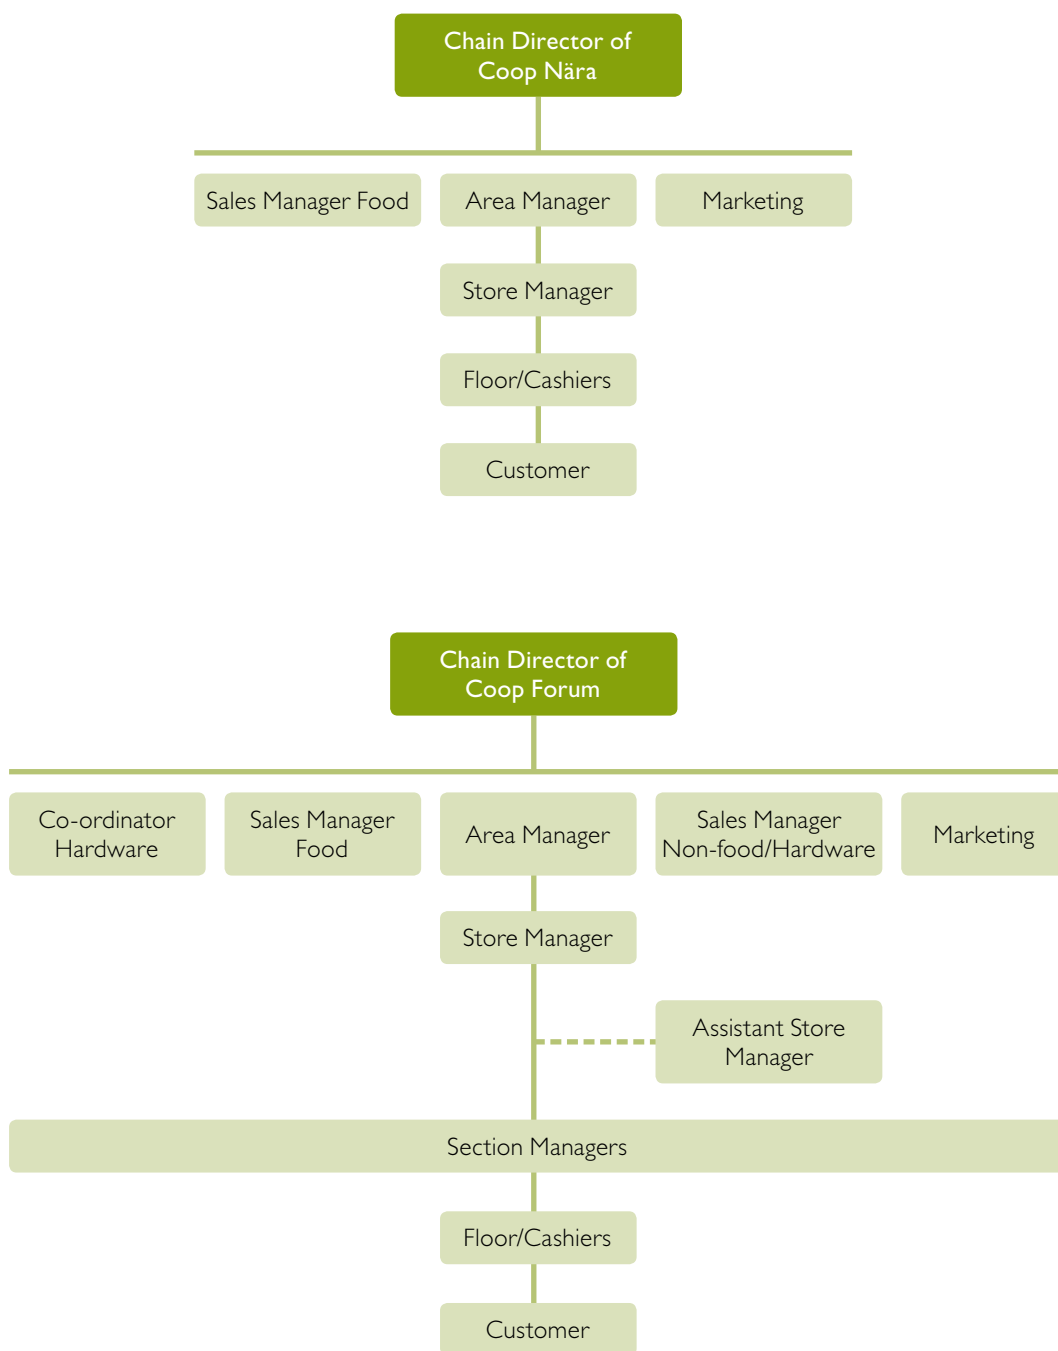 Chain Director of
Coop Nära
Sales Manager Food
Area Manager
Marketing
Store Manager
Floor/Cashiers
Customer
Chain Director of
Coop Forum
Co-ordinator
Hardware
Sales Manager
Food
Area Manager
Sales Manager
Non-food/Hardware
Marketing
Store Manager
Assistant Store
Manager
Section Managers
Floor/Cashiers
Customer